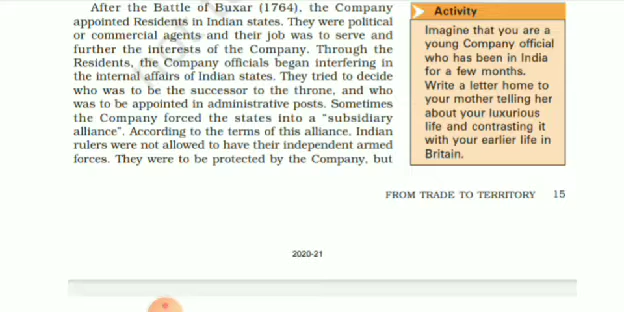 After the Battle of Buxar (1764), the Company
appointed Residents in Indian states. They were political
or commercial agents and their job was to serve and
further the interests of the Company. Through the
Residents, the Company officials began interfering in
the internal affairs of Indian states. They tried to decide
who was to be the successor to the throne, and who
was to be appointed in administrative posts. Sometimes
the Company forced the states into a "subsidiary
alliance". According to the terms of this alliance, Indian
rulers were not allowed to have their independent armed
forces. They were to be protected by the Company, but
Activity
Imagine that you are a
young Company official
who has been in India
for a few months.
Write a letter home to
your mother telling her
about your luxurious
life and contrasting it
with your earlier life in
Britain.
FROM TRADE TO TERRITORY 15
2020-21